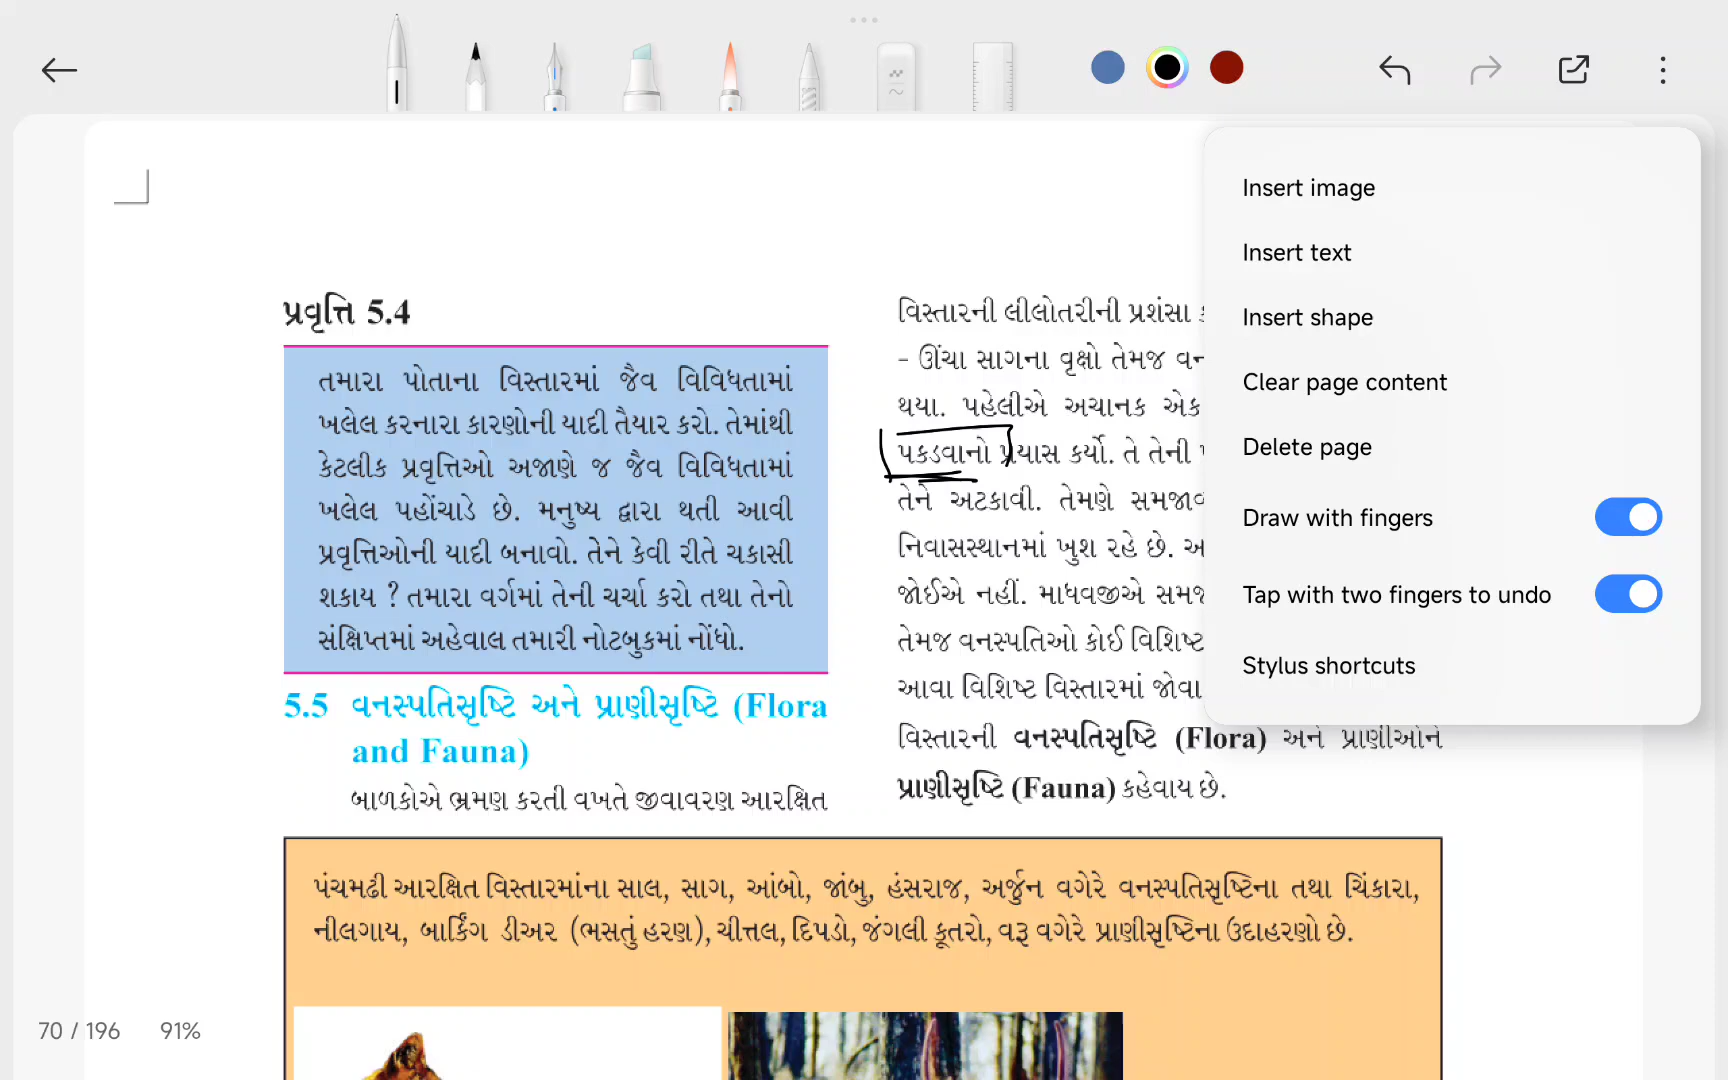 પ્રવૃત્તિ 5.4
તમારા પોતાના વિસ્તારમાં જૈવ વિવિધતામાં
ખલેલ કરનારા કારણોની યાદી તૈયાર કરો. તેમાંથી
કેટલીક પ્રવૃત્તિઓ અજાણે જ જૈવ વિવિધતામાં
ખલેલ પહોંચાડે છે. મનુષ્ય દ્વારા થતી આવી
પ્રવૃત્તિઓની યાદી બનાવો. તેને કેવી રીતે ચકાસી
શકાય ? તમારા વર્ગમાં તેની ચર્ચા કરો તથા તેનો
સંક્ષિપ્તમાં અહેવાલ તમારી નોટબુકમાં નોંધો.
5.5 વનસ્પતિસૃષ્ટિ અને પ્રાણીસૃષ્ટિ (Flora
and Fauna)
બાળકોએ ભ્રમણ કરતી વખતે જીવાવરણ આરક્ષિત
વિસ્તારની લીલોતરીની પ્રશંસા
- ઊંચા સાગના વૃક્ષો તેમજ
થયા. પહેલીએ અચાનક એક
પકડવાનો પ્રયાસ કર્યો. તે તેની
તેને અટકાવી. તેમણે
નિવાસસ્થાનમાં ખુશ રહે છે.
જોઈએ નહીં. માધવજીએ
તેમજ વનસ્પતિઓ કોઈ વિશિષ્ટ
આવા વિશિષ્ટ વિસ્તારમાં
વિસ્તારની વનસ્પતિસૃષ્ટિ (Flora) અને પ્રાણીઓને
પ્રાણીસૃષ્ટિ (Fauna) કહેવાય છે.
પંચમઢી આરક્ષિત વિસ્તારમાંના સાલ, સાગ, આંબો, જાંબુ, હંસરાજ, અર્જુન વગેરે વનસ્પતિસૃષ્ટિના તથા ચિંકારા,
નીલગાય, બાર્કિંગ ડીઅર (ભસતું હરણ), ચીત્તલ, દિપડો, જંગલી કૂતરો, વરૂ વગેરે પ્રાણીસૃષ્ટિના ઉદાહરણો છે.
Insert image
Insert text
Insert shape
Clear page content
Delete page
Draw with fingers
Tap with two fingers to undo
Stylus shortcuts
70 / 196 91%